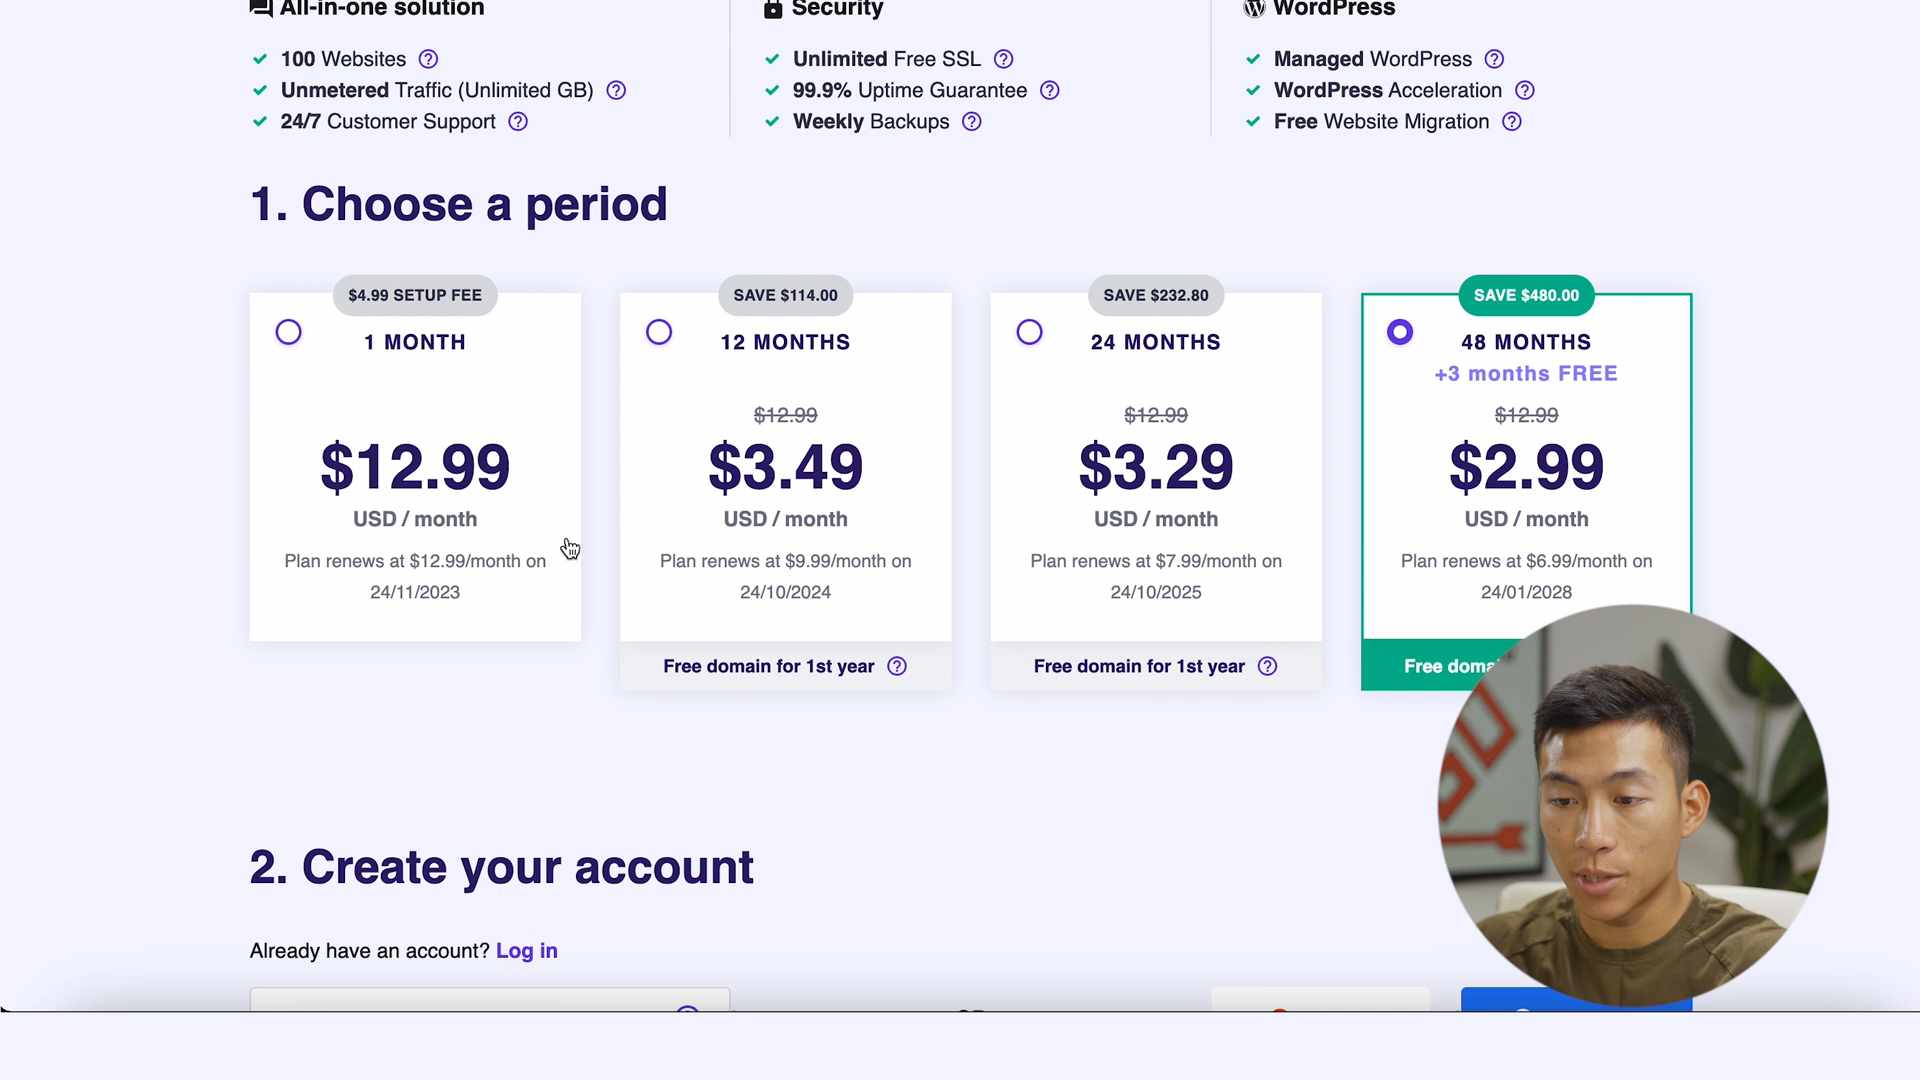 All-in-one solution
100 Websites
Unmetered Traffic (Unlimited GB)
24/7 Customer Support
Security
Unlimited Free SSL
99.9% Uptime Guarantee
Weekly Backups
WordPress
Managed WordPress
WordPress Acceleration
Free Website Migration
1. Choose a period
$4.99 SETUP FEE
1 MONTH
$12.99
USD / month
Plan renews at $12.99/month on
24/11/2023
SAVE $114.00
12 MONTHS
$12.99
$3.49
USD / month
Plan renews at $9.99/month on
24/10/2024
Free domain for 1st year
SAVE $232.80
24 MONTHS
$12.99
$3.29
USD / month
Plan renews at $7.99/month on
24/10/2025
Free domain for 1st year
SAVE $480.00
48 MONTHS
+3 months FREE
$12.99
$2.99
USD / month
Plan renews at $6.99/month on
24/01/2028
Free
2. Create your account
Already have an account? Log in